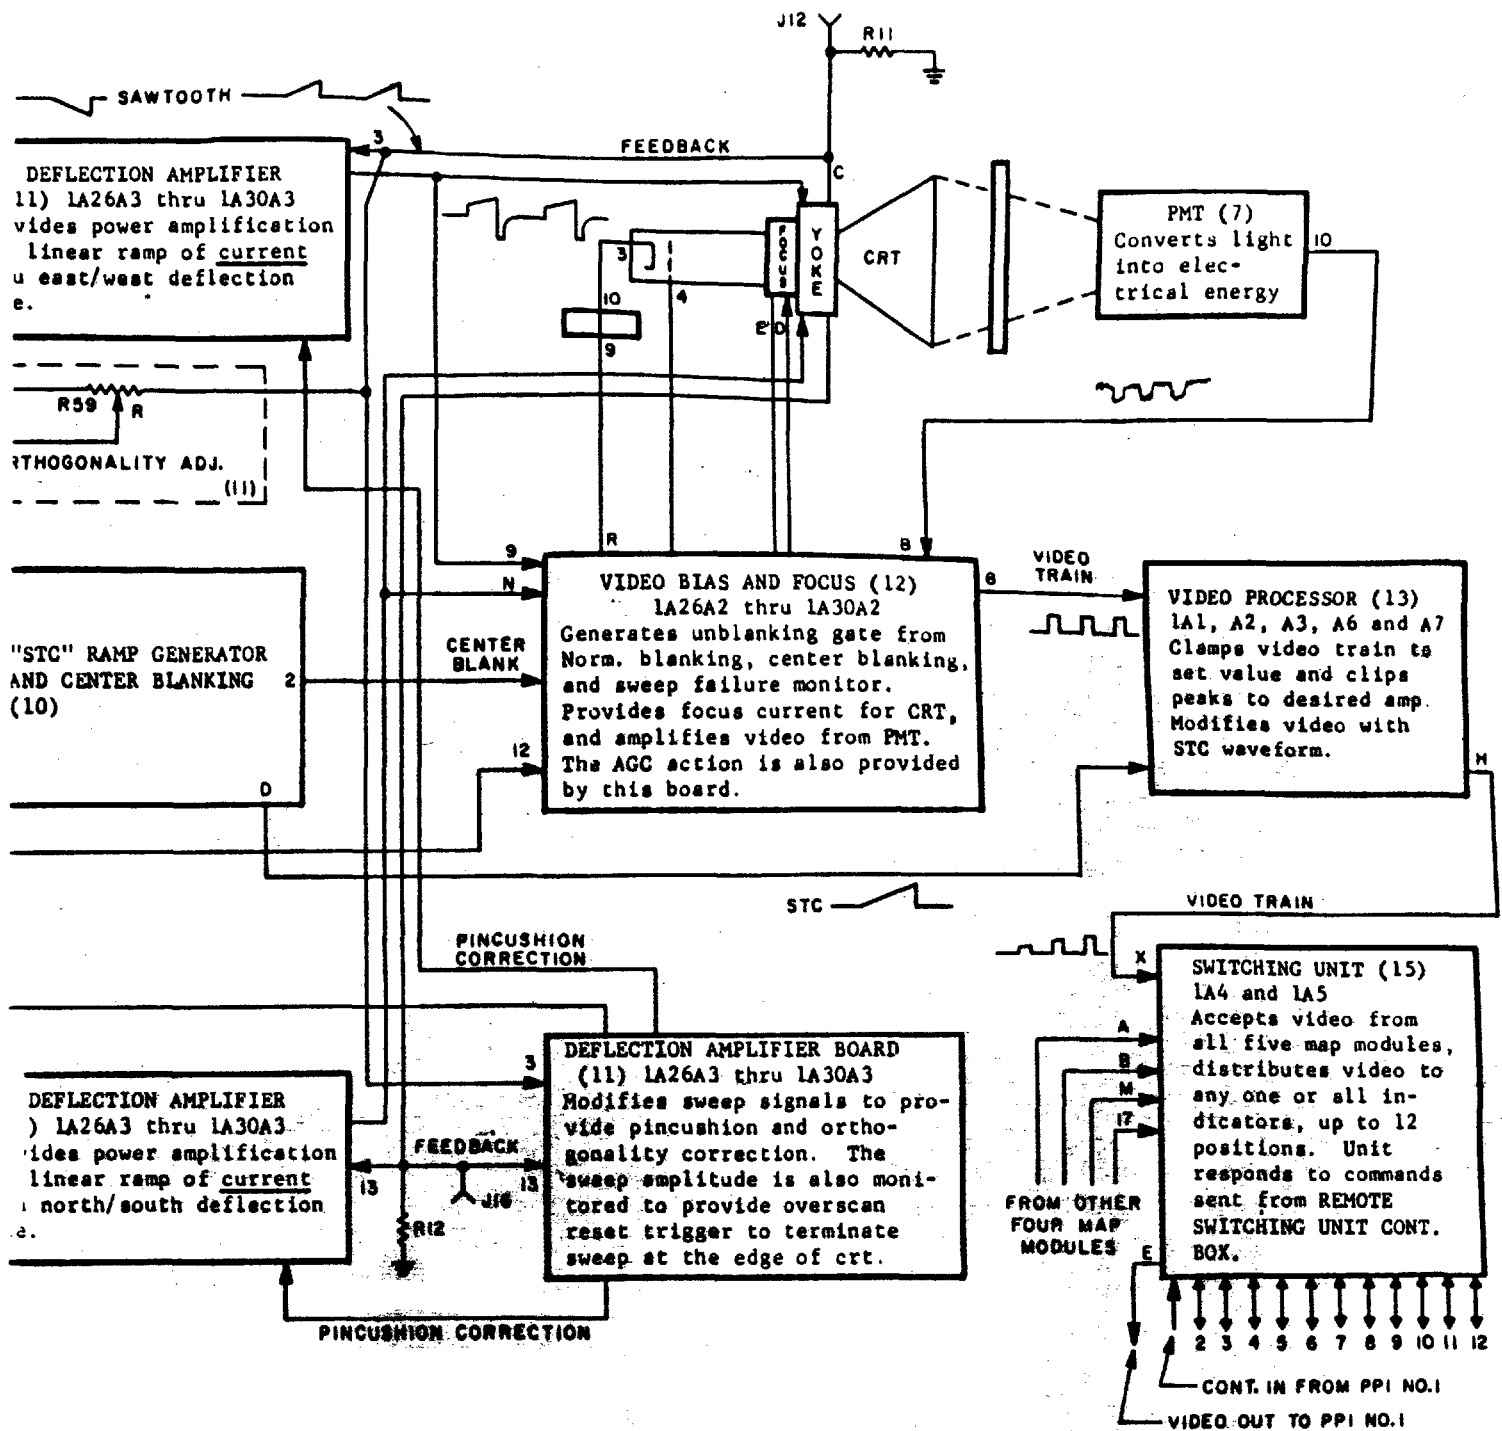 J12
R11
SAWTOOTH
3
FEEDBACK
C
DEFLECTION AMPLIFIER
11) 1A26A3 thru 1A30A3
vides power amplification
linear ramp of current
u east/west deflection
e.
3
4
10
9
FOCUS
YOKE
E
D
CRT
PMT (7)
Converts light
into elec-
trical energy
10
R59
R
RTHOGONALITY ADJ.
(11)
R
B
9
N
CENTER
BLANK
12
VIDEO BIAS AND FOCUS (12)
1A26A2 thru 1A30A2
Generates unblanking gate from
Norm. blanking, center blanking,
and sweep failure monitor.
Provides focus current for CRT,
and amplifies video from PMT.
The AGC action is also provided
by this board.
6
VIDEO
TRAIN
VIDEO PROCESSOR (13)
1A1, A2, A3, A6 and A7
Clamps video train to
set value and clips
peaks to desired amp.
Modifies video with
STC waveform.
H
"STC" RAMP GENERATOR
AND CENTER BLANKING
(10)
2
D
STC
VIDEO TRAIN
PINCUSHION
CORRECTION
X
A
B
M
17
SWITCHING UNIT (15)
1A4 and 1A5
Accepts video from
all five map modules,
distributes video to
any one or all in-
dicators, up to 12
positions. Unit
responds to commands
sent from REMOTE
SWITCHING UNIT CONT.
BOX.
FROM OTHER
FOUR MAP
MODULES
E
3
DEFLECTION AMPLIFIER BOARD
(11) 1A26A3 thru 1A30A3
Modifies sweep signals to pro-
vide pincushion and ortho-
gonality correction. The
sweep amplitude is also moni-
tored to provide overscan
reset trigger to terminate
sweep at the edge of crt.
DEFLECTION AMPLIFIER
) 1A26A3 thru 1A30A3
ides power amplification
linear ramp of current
north/south deflection
e.
FEEDBACK
13
13
J16
R12
PINCUSHION CORRECTION
2 3 4 5 6 7 8 9 10 11 12
CONT. IN FROM PPI NO.1
VIDEO OUT TO PPI NO.1